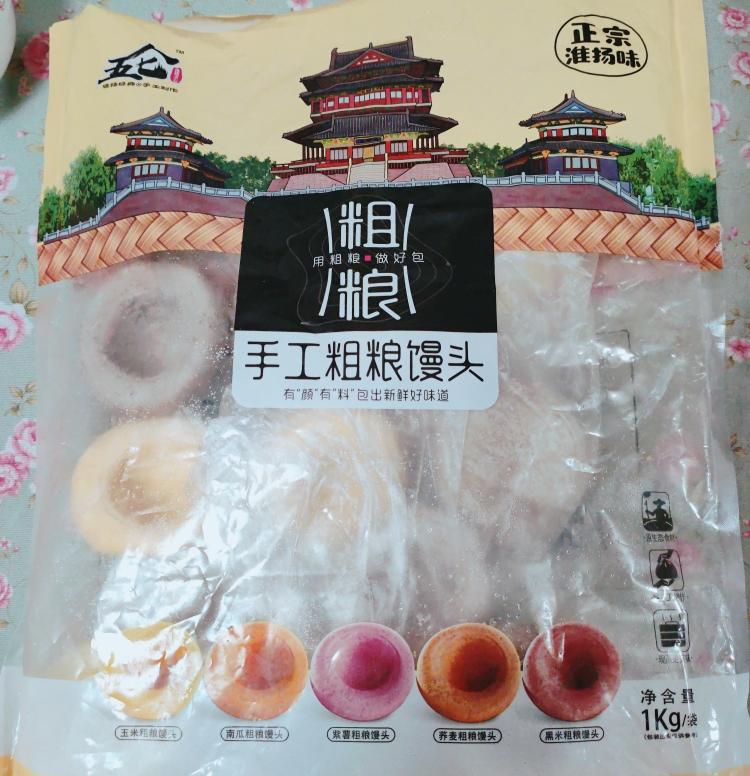 五七
TM
正宗
淮扬味
粗
用粗粮做好包
粮
手工粗粮馒头
有"颜"有"料"包出新鲜好味道
玉米粗粮馒头
南瓜粗粮馒头
紫薯粗粮馒头
荞麦粗粮馒头
黑米粗粮馒头
净含量
1Kg/袋